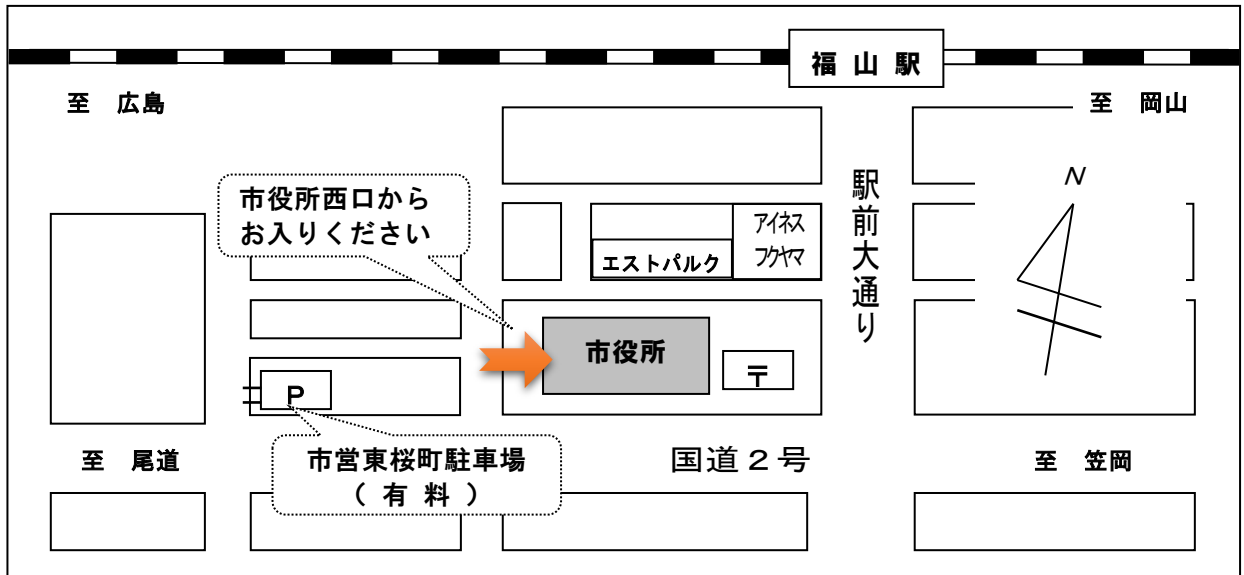 福 山 駅
至 広島
至 岡山
市役所西口から
お入りください
駅前大通り
N
アイネス
フクヤマ
エストパルク
市役所
〒
P
市営東桜町駐車場
（ 有 料 ）
至 尾道
国道２号
至 笠岡